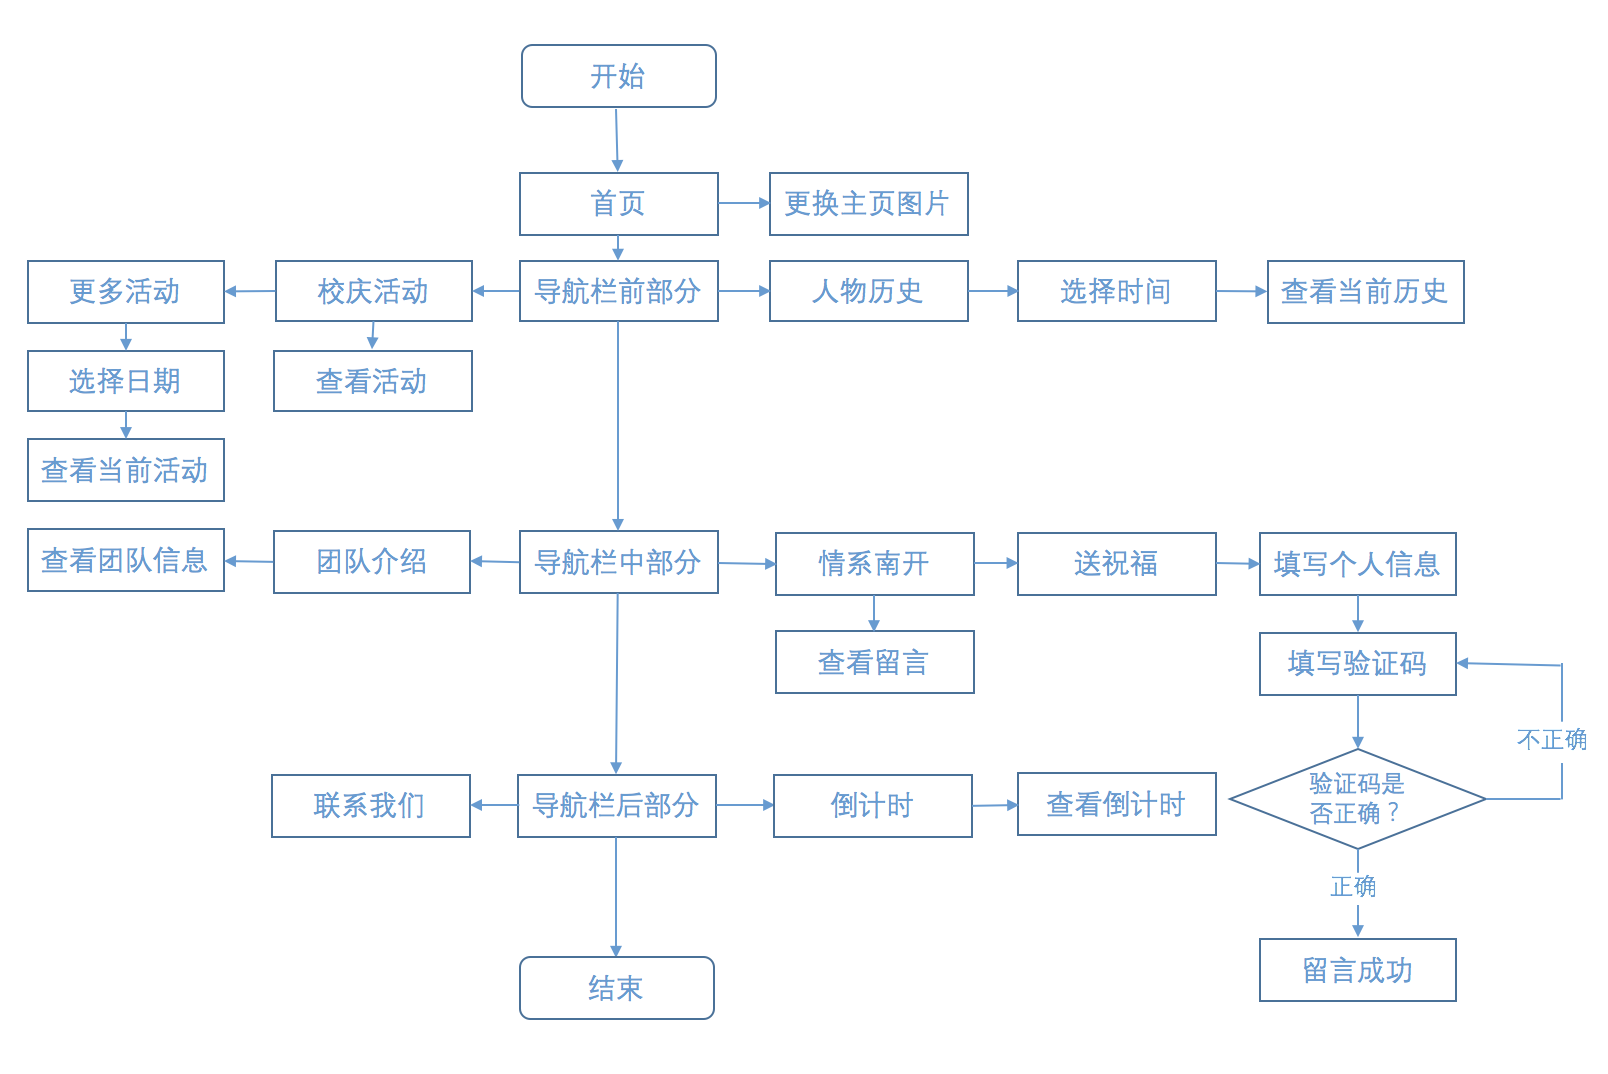 开始
首页
更换主页图片
更多活动
校庆活动
导航栏前部分
人物历史
选择时间
查看当前历史
选择日期
查看活动
查看当前活动
查看团队信息
团队介绍
导航栏中部分
情系南开
送祝福
填写个人信息
查看留言
填写验证码
不正确
验证码是
否正确？
联系我们
导航栏后部分
倒计时
查看倒计时
正确
留言成功
结束